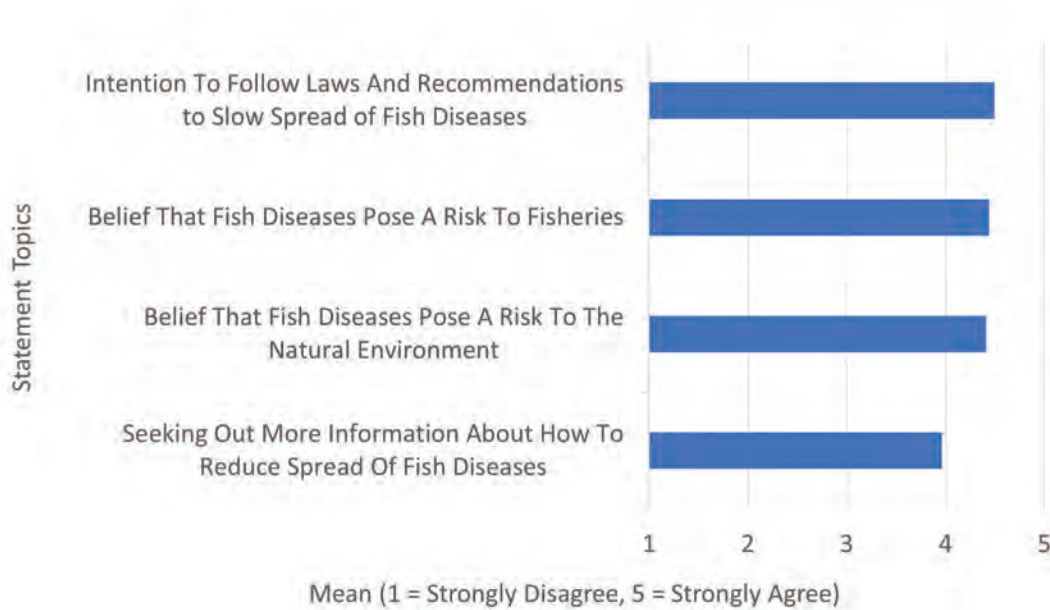 Intention To Follow Laws And Recommendations
to Slow Spread of Fish Diseases
Belief That Fish Diseases Pose A Risk To Fisheries
Belief That Fish Diseases Pose A Risk To The
Natural Environment
Seeking Out More Information About How To
Reduce Spread Of Fish Diseases
Statement Topics
1 2 3 4 5
Mean (1 = Strongly Disagree, 5 = Strongly Agree)